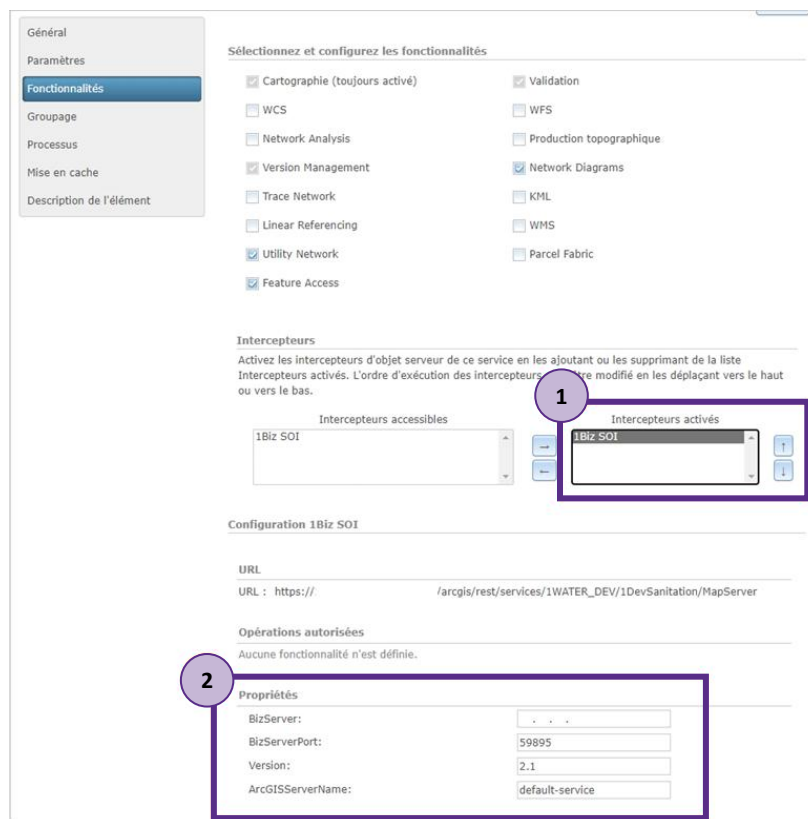 Général
Paramètres
Fonctionnalités
Groupage
Processus
Mise en cache
Description de l'élément
Sélectionnez et configurez les fonctionnalités
Cartographie (toujours activé)
Validation
WCS
WFS
Network Analysis
Production topographique
Version Management
Network Diagrams
Trace Network
KML
Linear Referencing
WMS
Utility Network
Parcel Fabric
Feature Access
Intercepteurs
Activez les intercepteurs d'objet serveur de ce service en les ajoutant ou les supprimant de la liste
Intercepteurs activés. L'ordre d'exécution des intercepteurs être modifié en les déplaçant vers le haut
ou vers le bas.
1
Intercepteurs accessibles
Intercepteurs activés
1Biz SOI
1Biz SOI
→
←
↑
↓
Configuration 1Biz SOI
URL
URL : https:/ /arcgis/rest/services/1WATER_DEV/1DevSanitation/MapServer
Opérations autorisées
Aucune fonctionnalité n'est définie.
2
Propriétés
BizServer: . . .
BizServerPort: 59895
Version: 2.1
ArcGISServerName: default-service